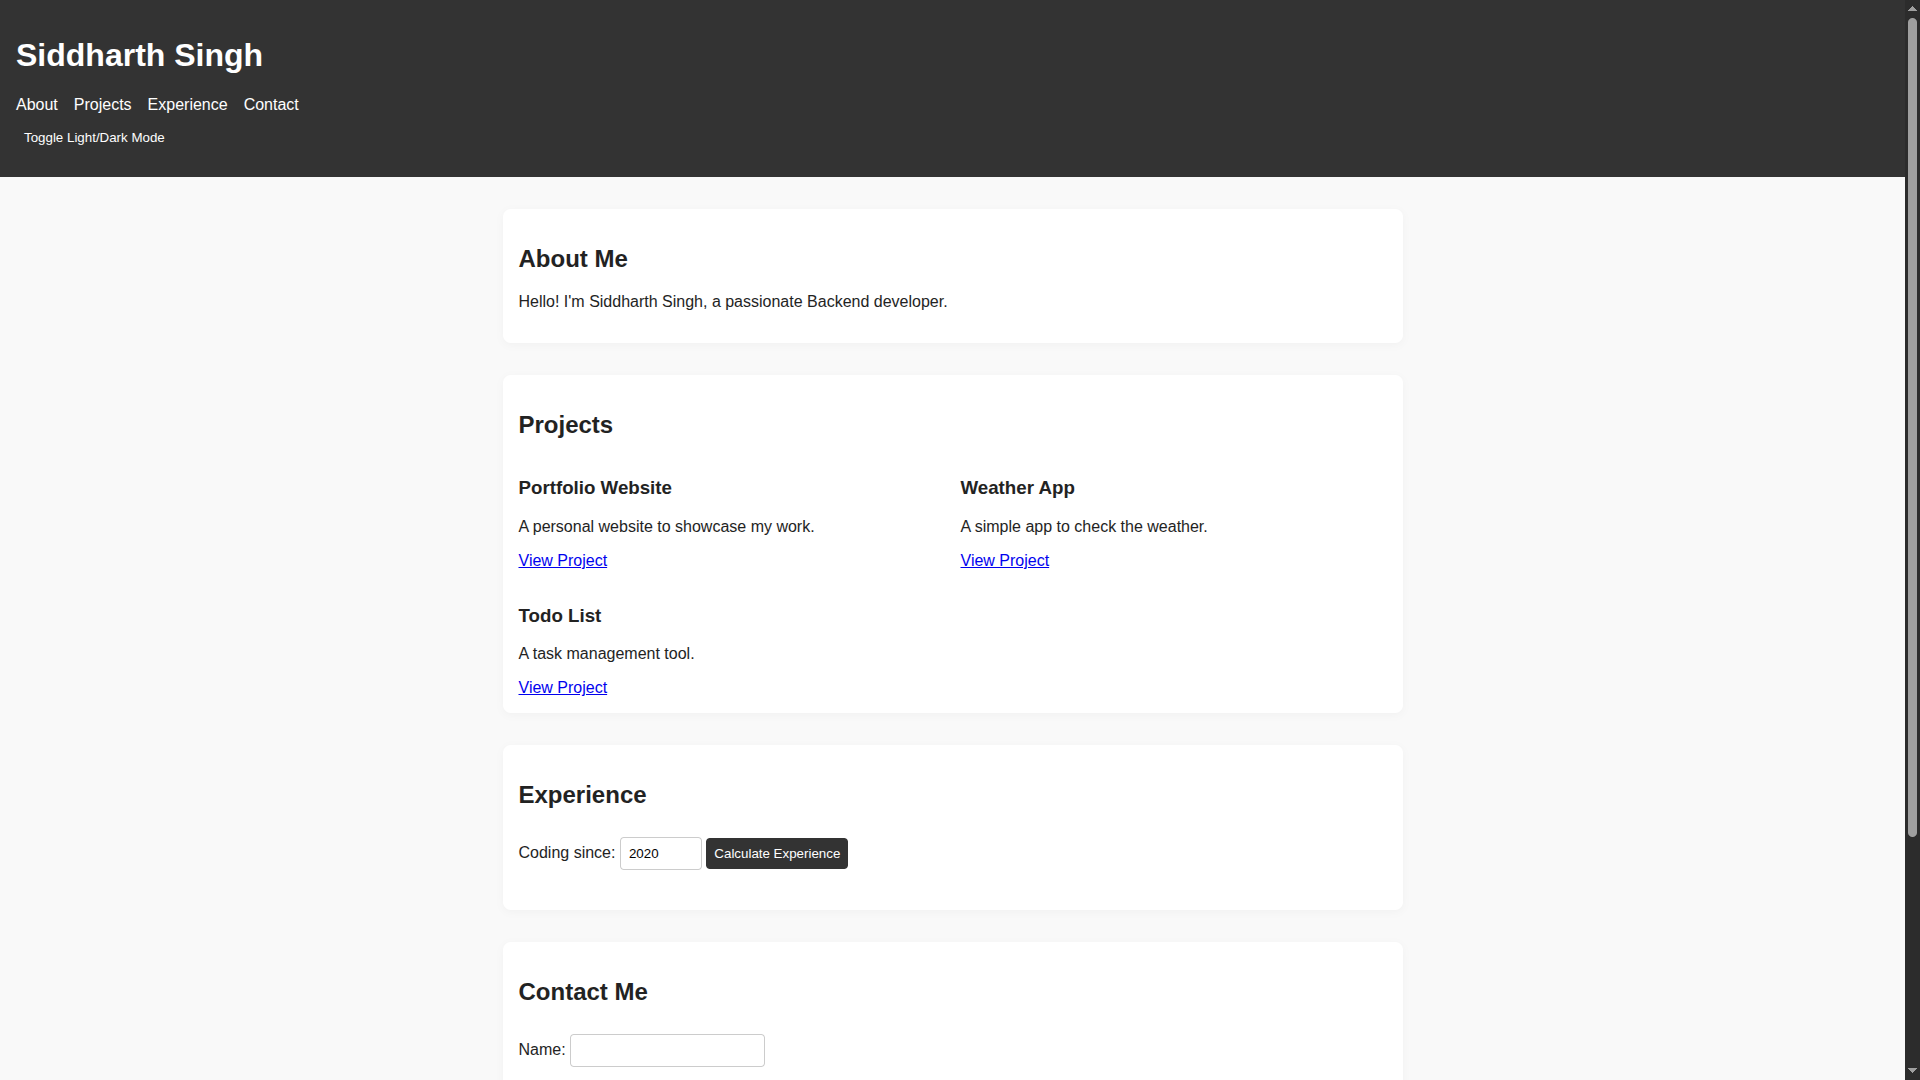 Siddharth Singh
About Projects Experience Contact
Toggle Light/Dark Mode
About Me
Hello! I'm Siddharth Singh, a passionate Backend developer.
Projects
Portfolio Website
A personal website to showcase my work.
View Project
Weather App
A simple app to check the weather.
View Project
Todo List
A task management tool.
View Project
Experience
Coding since: 2020 Calculate Experience
Contact Me
Name: